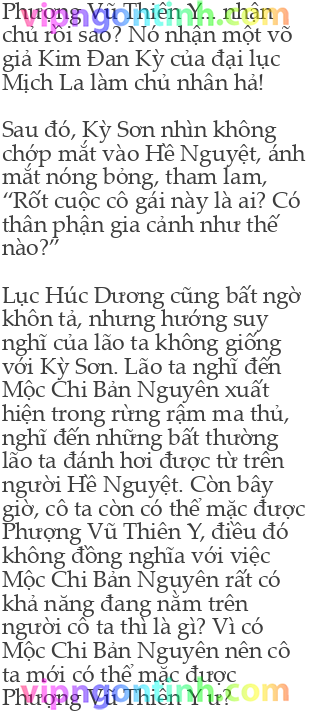 vipngontinh.com
Phượng Vũ Thiên Y... nhận
chủ rồi sao? Nó nhận một võ
giả Kim Đan Kỳ của đại lục
Mịch La làm chủ nhân hả!
Sau đó, Kỳ Sơn nhìn không
chớp mắt vào Hề Nguyệt, ánh
mắt nóng bỏng, tham lam,
“Rốt cuộc cô gái này là ai? Có
thân phận gia cảnh như thế
nào?”
Lục Húc Dương cũng bất ngờ
khôn tả, nhưng hướng suy
nghĩ của lão ta không giống
với Kỳ Sơn. Lão ta nghĩ đến
Mộc Chi Bản Nguyên xuất
hiện trong rừng rậm ma thủ,
nghĩ đến những bất thường
lão ta đánh hơi được từ trên
người Hề Nguyệt. Còn bây
giờ, cô ta còn có thể mặc được
Phượng Vũ Thiên Y, điều đó
không đồng nghĩa với việc
Mộc Chi Bản Nguyên rất có
khả năng đang nằm trên
người cô ta thì là gì? Vì có
Mộc Chi Bản Nguyên nên cô
ta mới có thể mặc được
Phượng Vũ Thiên Y ư?
vipngontinh.com